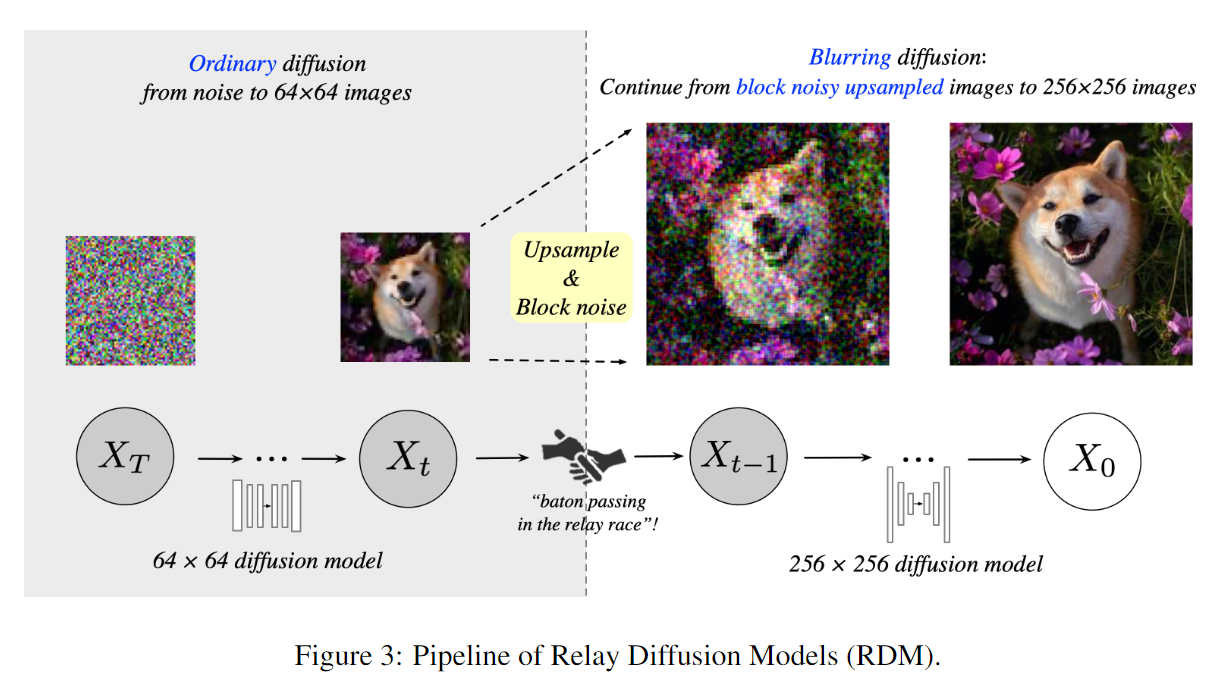 Ordinary diffusion
from noise to 64×64 images
Blurring diffusion:
Continue from block noisy upsampled images to 256×256 images
Upsample
&
Block noise
X_T
...
X_t
X_{t−1}
...
X_0
“baton passing
in the relay race”!
64 × 64 diffusion model
256 × 256 diffusion model
Figure 3: Pipeline of Relay Diffusion Models (RDM).